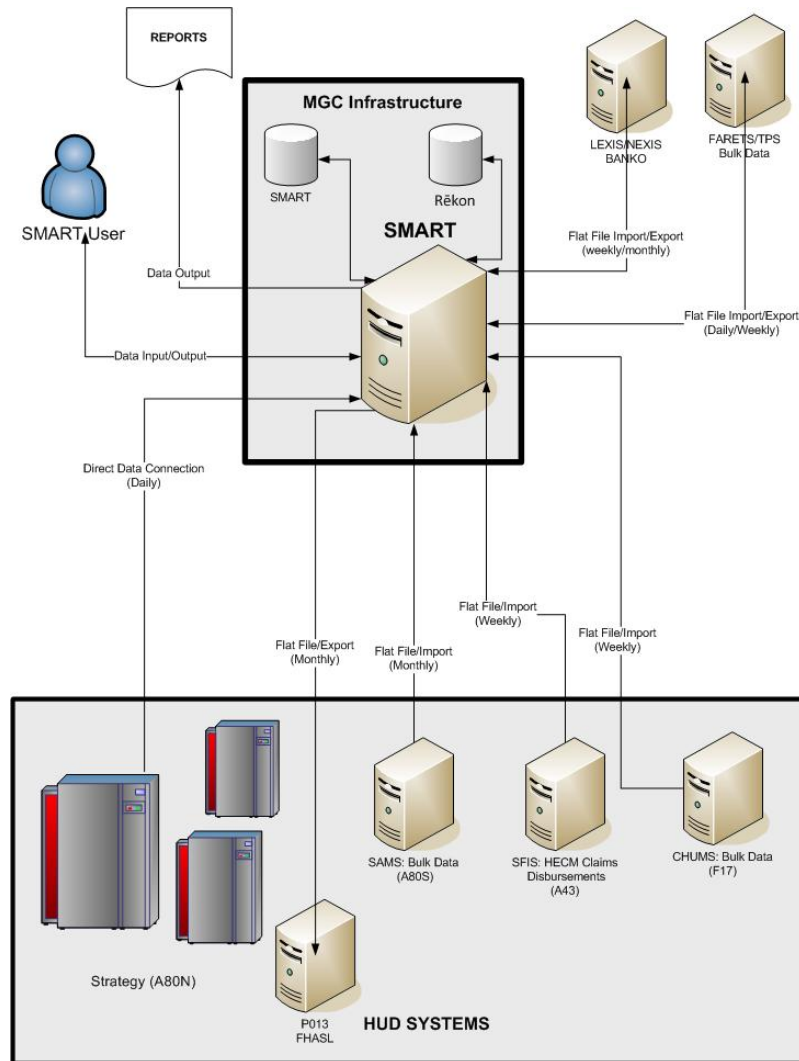 REPORTS
MGC Infrastructure
SMART
Rēkon
SMART
LEXIS/NEXIS
BANKO
FARETS/TPS
Bulk Data
SMART User
Data Output
Flat File Import/Export
(weekly/monthly)
Flat File Import/Export
(Daily/Weekly)
Data Input/Output
Direct Data Connection
(Daily)
Flat File/Export
(Monthly)
Flat File/Import
(Monthly)
Flat File/Import
(Weekly)
Flat File/Import
(Weekly)
SAMS: Bulk Data
(A80S)
SFIS: HECM Claims
Disbursements
(A43)
CHUMS: Bulk Data
(F17)
Strategy (A80N)
P013
FHASL
HUD SYSTEMS